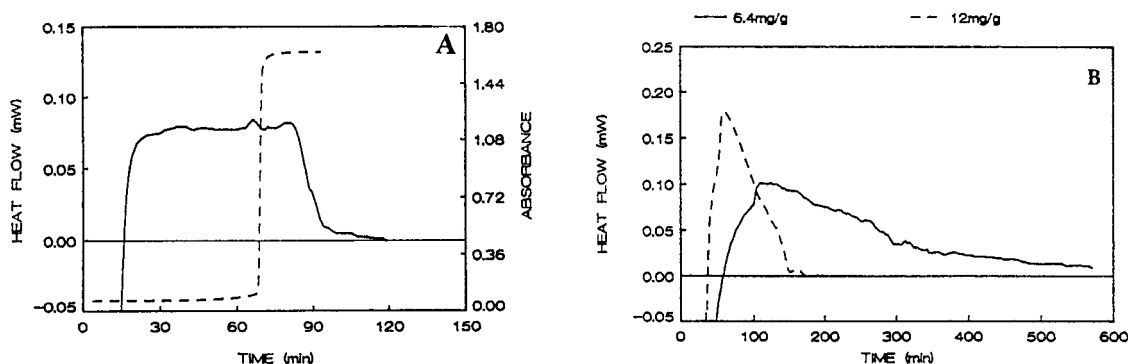 A
0.15
0.10
0.05
0.00
−0.05
HEAT FLOW (mW)
1.80
1.44
1.08
0.72
0.36
0.00
ABSORBANCE
0 30 60 90 120 150
TIME (min)
6.4mg/g 12mg/g
B
0.25
0.20
0.15
0.10
0.05
0.00
−0.05
HEAT FLOW (mW)
0 100 200 300 400 500 600
TIME (min)